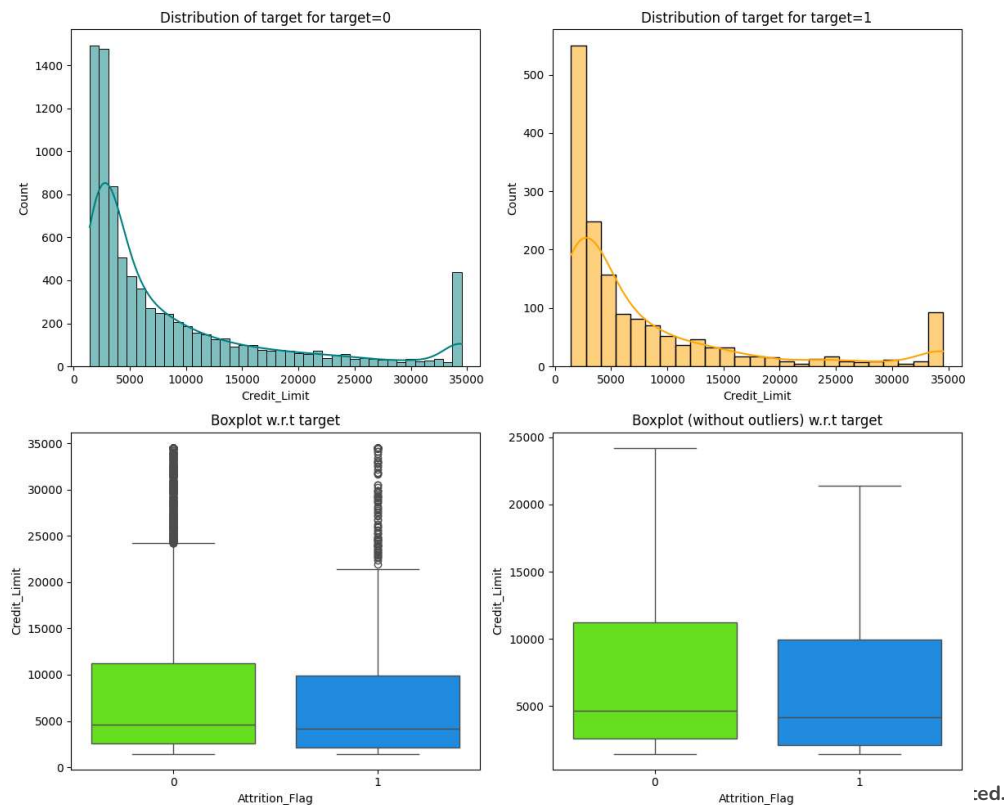 Distribution of target for target=0
1400
1200
1000
800
600
400
200
0
Count
0 5000 10000 15000 20000 25000 30000 35000
Credit_Limit
Distribution of target for target=1
500
400
300
200
100
0
Count
0 5000 10000 15000 20000 25000 30000 35000
Credit_Limit
Boxplot w.r.t target
35000
30000
25000
20000
15000
10000
5000
0
Credit_Limit
0 1
Attrition_Flag
Boxplot (without outliers) w.r.t target
25000
20000
15000
10000
5000
Credit_Limit
0 1
Attrition_Flag